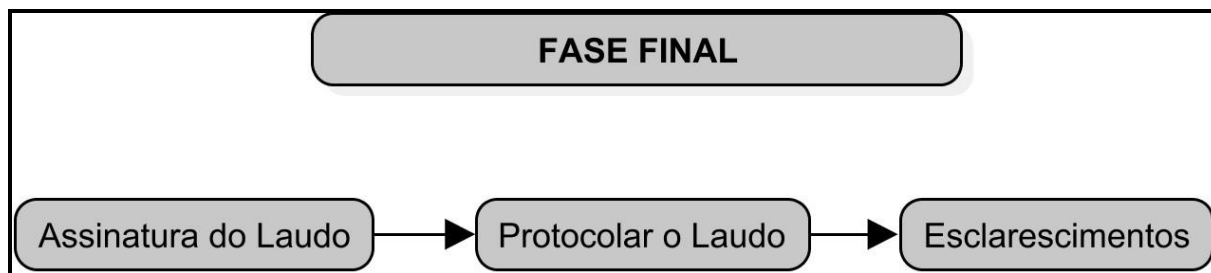 FASE FINAL
Assinatura do Laudo
Protocolar o Laudo
Esclarescimentos